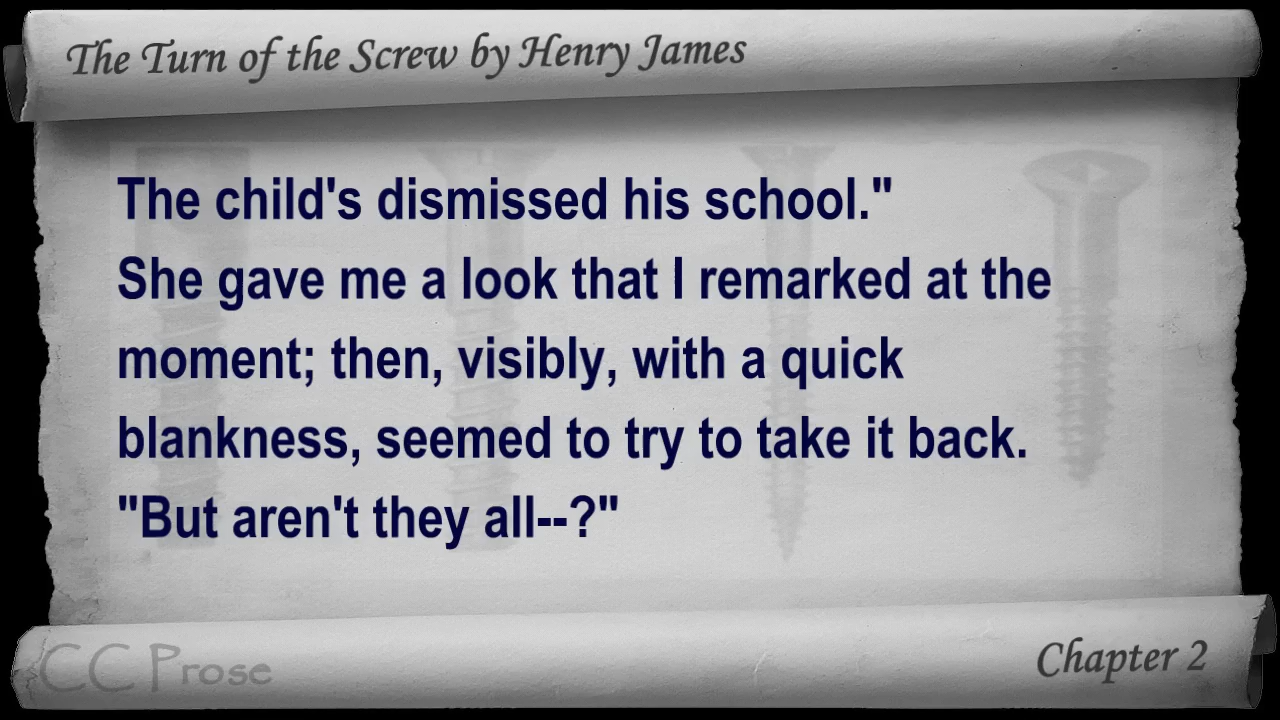 The Turn of the Screw by Henry James
The child's dismissed his school."
She gave me a look that I remarked at the
moment; then, visibly, with a quick
blankness, seemed to try to take it back.
"But aren't they all--?"
CC Prose
Chapter 2